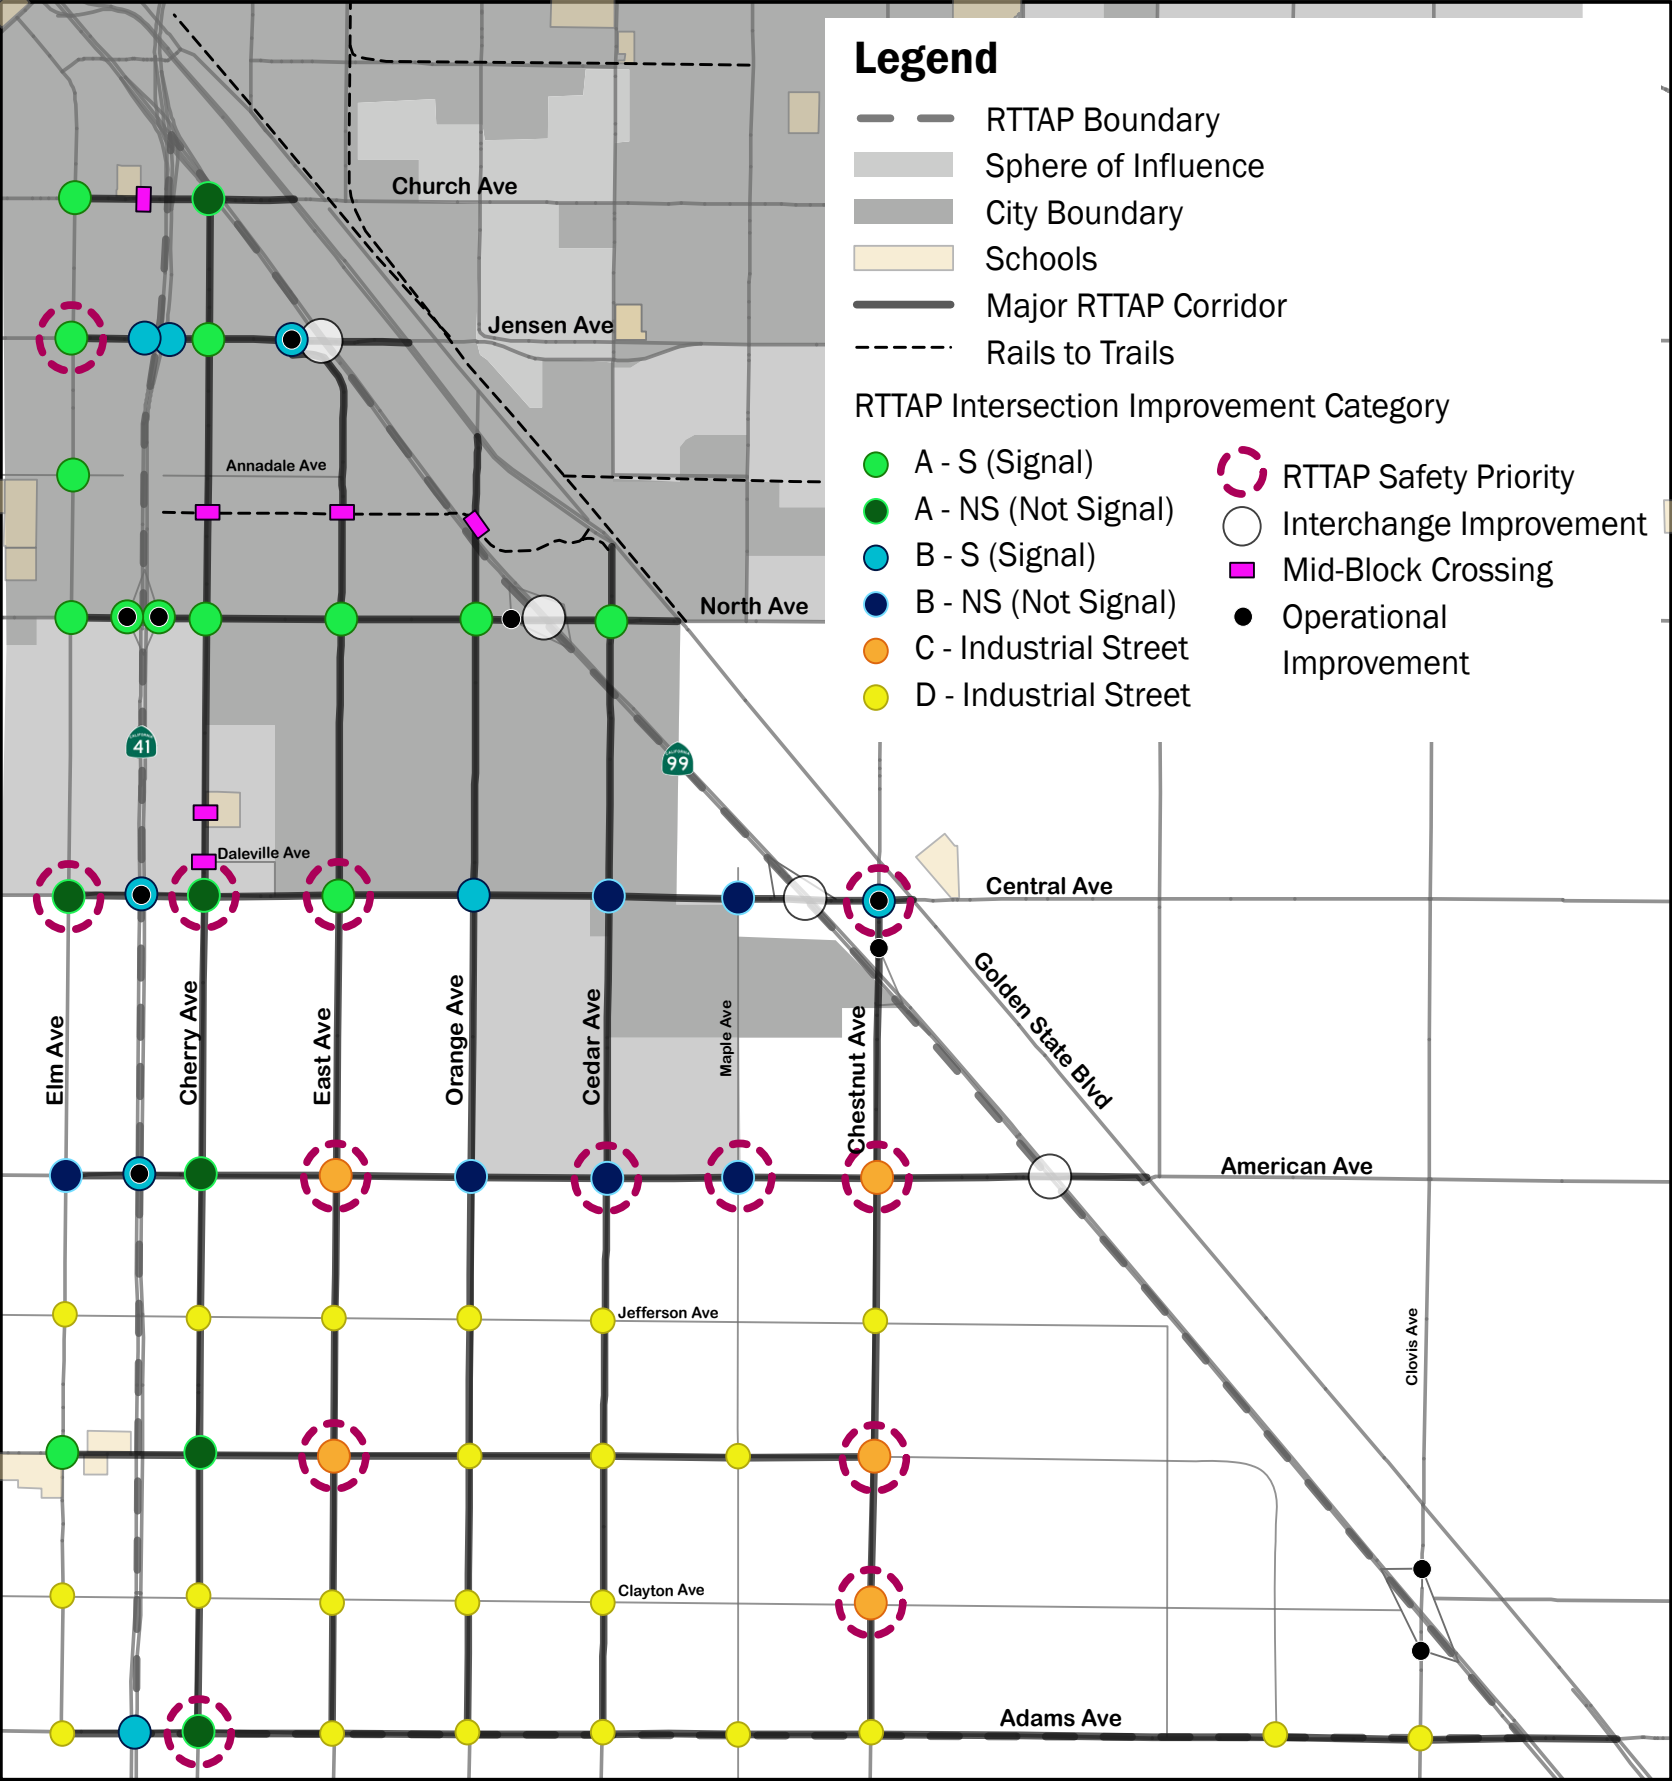 Legend
RTTAP Boundary
Sphere of Influence
City Boundary
Schools
Major RTTAP Corridor
Rails to Trails
RTTAP Intersection Improvement Category
A - S (Signal)
A - NS (Not Signal)
B - S (Signal)
B - NS (Not Signal)
C - Industrial Street
D - Industrial Street
RTTAP Safety Priority
Interchange Improvement
Mid-Block Crossing
Operational
Improvement
Church Ave
Jensen Ave
Annadale Ave
North Ave
CALIFORNIA
41
CALIFORNIA
99
Daleville Ave
Central Ave
Elm Ave
Cherry Ave
East Ave
Orange Ave
Cedar Ave
Maple Ave
Chestnut Ave
Golden State Blvd
American Ave
Jefferson Ave
Clovis Ave
Clayton Ave
Adams Ave